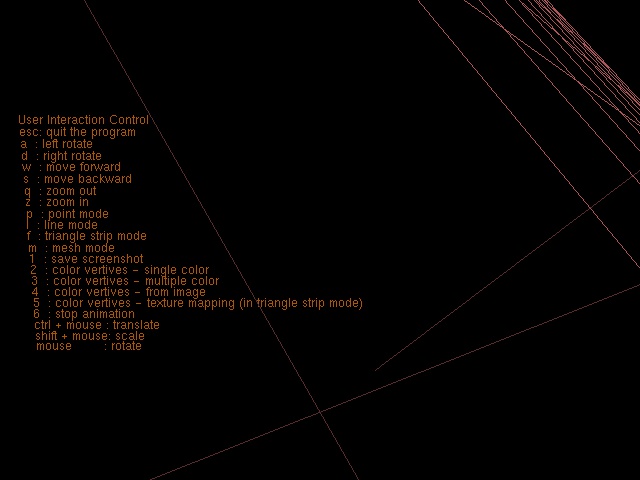 User Interaction Control
esc: quit the program
a : left rotate
d : right rotate
w : move forward
s : move backward
q : zoom out
z : zoom in
p : point mode
l : line mode
f : triangle strip mode
m : mesh mode
1 : save screenshot
2 : color vertives - single color
3 : color vertives - multiple color
4 : color vertives - from image
5 : color vertives - texture mapping (in triangle strip mode)
6 : stop animation
ctrl + mouse : translate
shift + mouse: scale
mouse : rotate